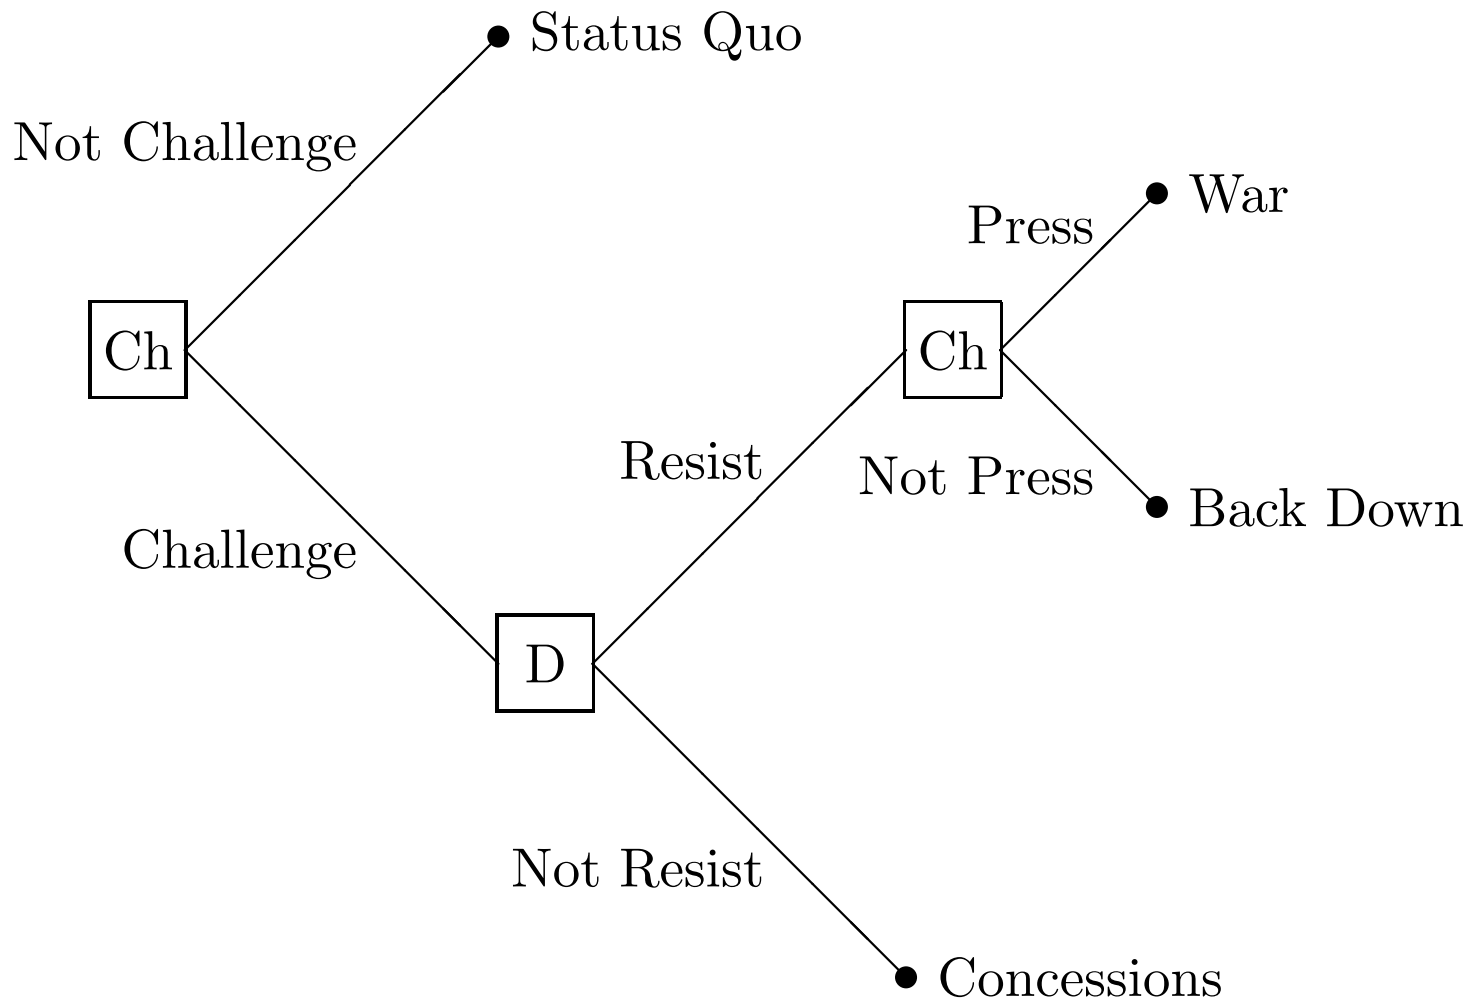 Status Quo
Not Challenge
War
Press
Ch
Ch
Resist
Not Press
Back Down
Challenge
D
Not Resist
Concessions